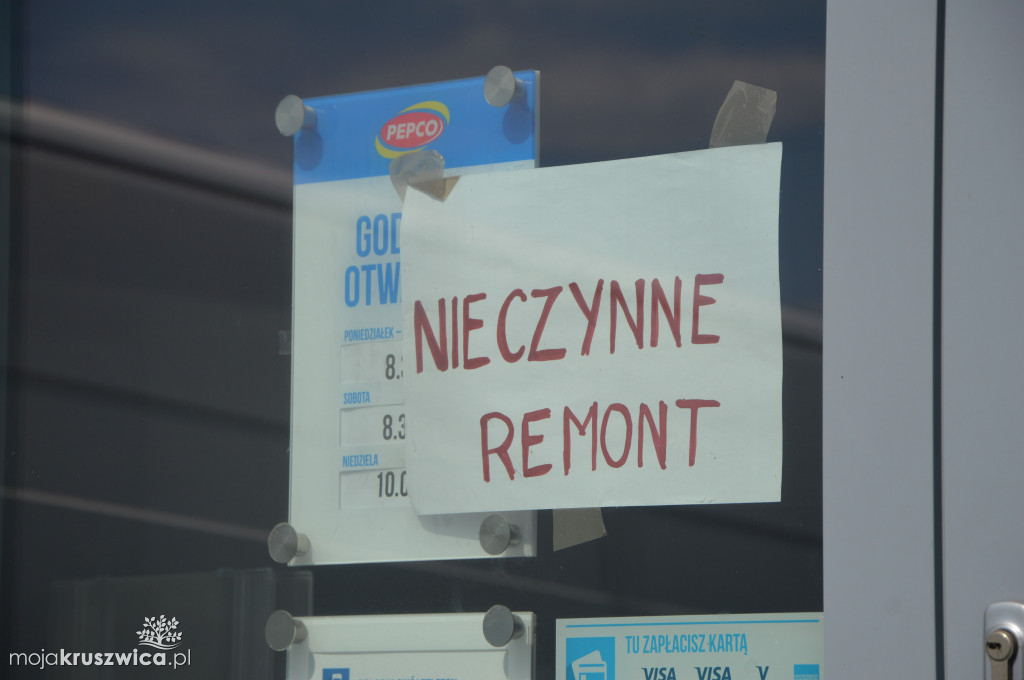 PEPCO
GOD
OTW
PONIEDZIAŁEK –
8.
SOBOTA
8.3
NIEDZIELA
10.0
NIECZYNNE
REMONT
TU ZAPŁACISZ KARTĄ
VISA VISA V
mojakruszwica.pl